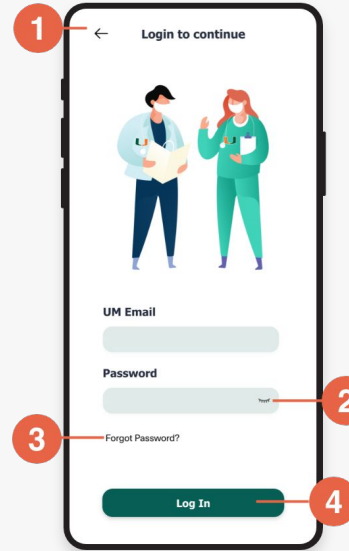 1
Login to continue
UM Email
Password
2
3
Forgot Password?
Log In
4